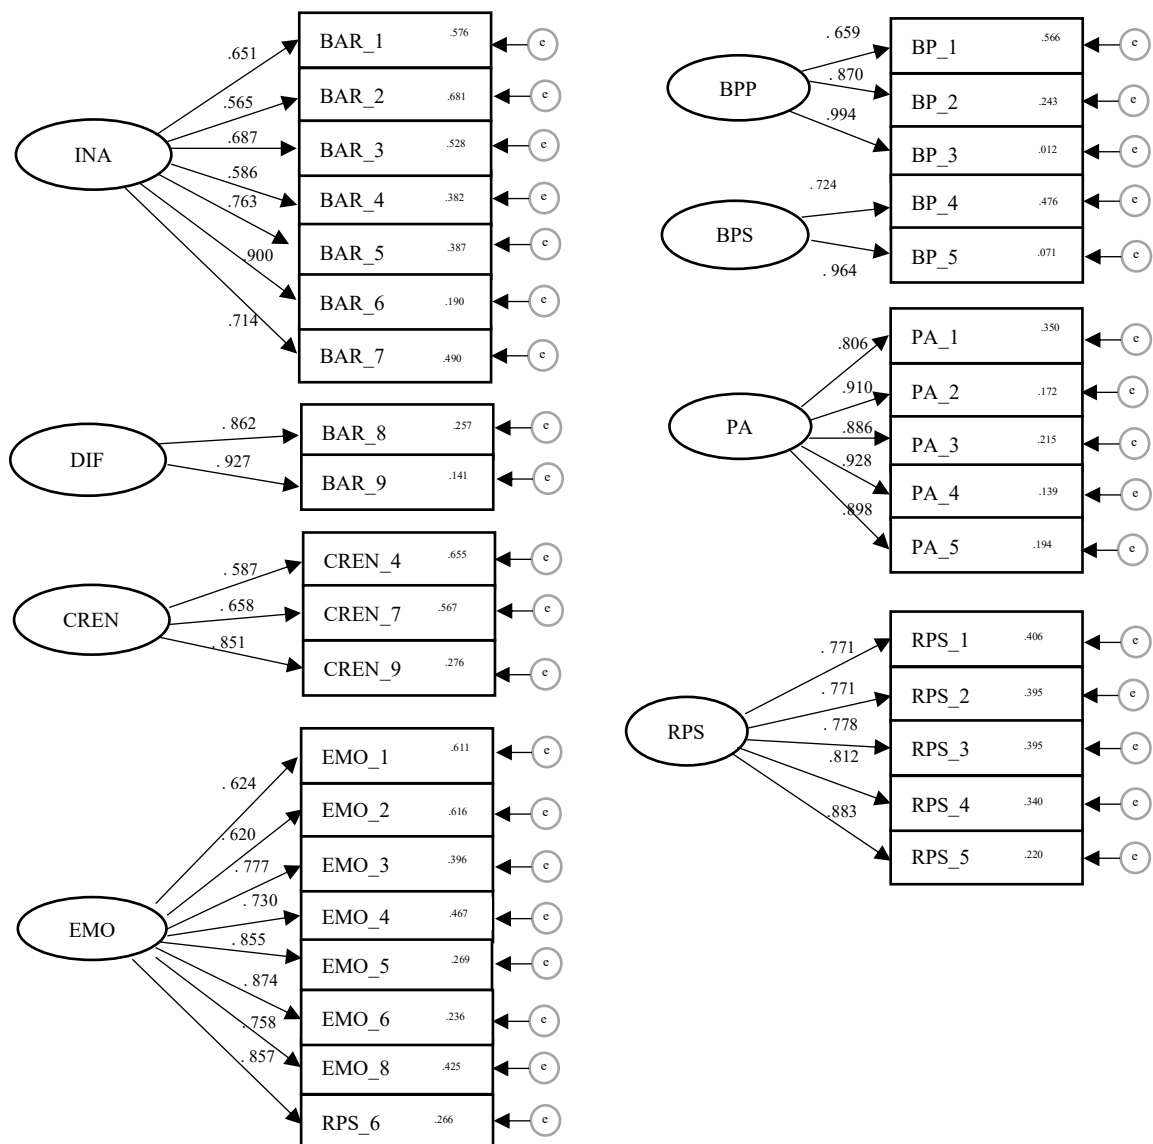 INA
.651
.565
.687
.586
.763
.900
.714
BAR_1 .576 e
BAR_2 .681 e
BAR_3 .528 e
BAR_4 .382 e
BAR_5 .387 e
BAR_6 .190 e
BAR_7 .490 e
DIF
. 862
. 927
BAR_8 .257 e
BAR_9 .141 e
CREN
. 587
. 658
. 851
CREN_4 .655 e
CREN_7 .567 e
CREN_9 .276 e
EMO
. 624
. 620
. 777
. 730
. 855
. 874
. 758
. 857
EMO_1 .611 e
EMO_2 .616 e
EMO_3 .396 e
EMO_4 .467 e
EMO_5 .269 e
EMO_6 .236 e
EMO_8 .425 e
RPS_6 .266 e
BPP
. 659
. 870
.994
BP_1 .566 e
BP_2 .243 e
BP_3 .012 e
BPS
. 724
. 964
BP_4 .476 e
BP_5 .071 e
PA
.806
.910
.886
.928
.898
PA_1 .350 e
PA_2 .172 e
PA_3 .215 e
PA_4 .139 e
PA_5 .194 e
RPS
. 771
. 771
. 778
.812
.883
RPS_1 .406 e
RPS_2 .395 e
RPS_3 .395 e
RPS_4 .340 e
RPS_5 .220 e